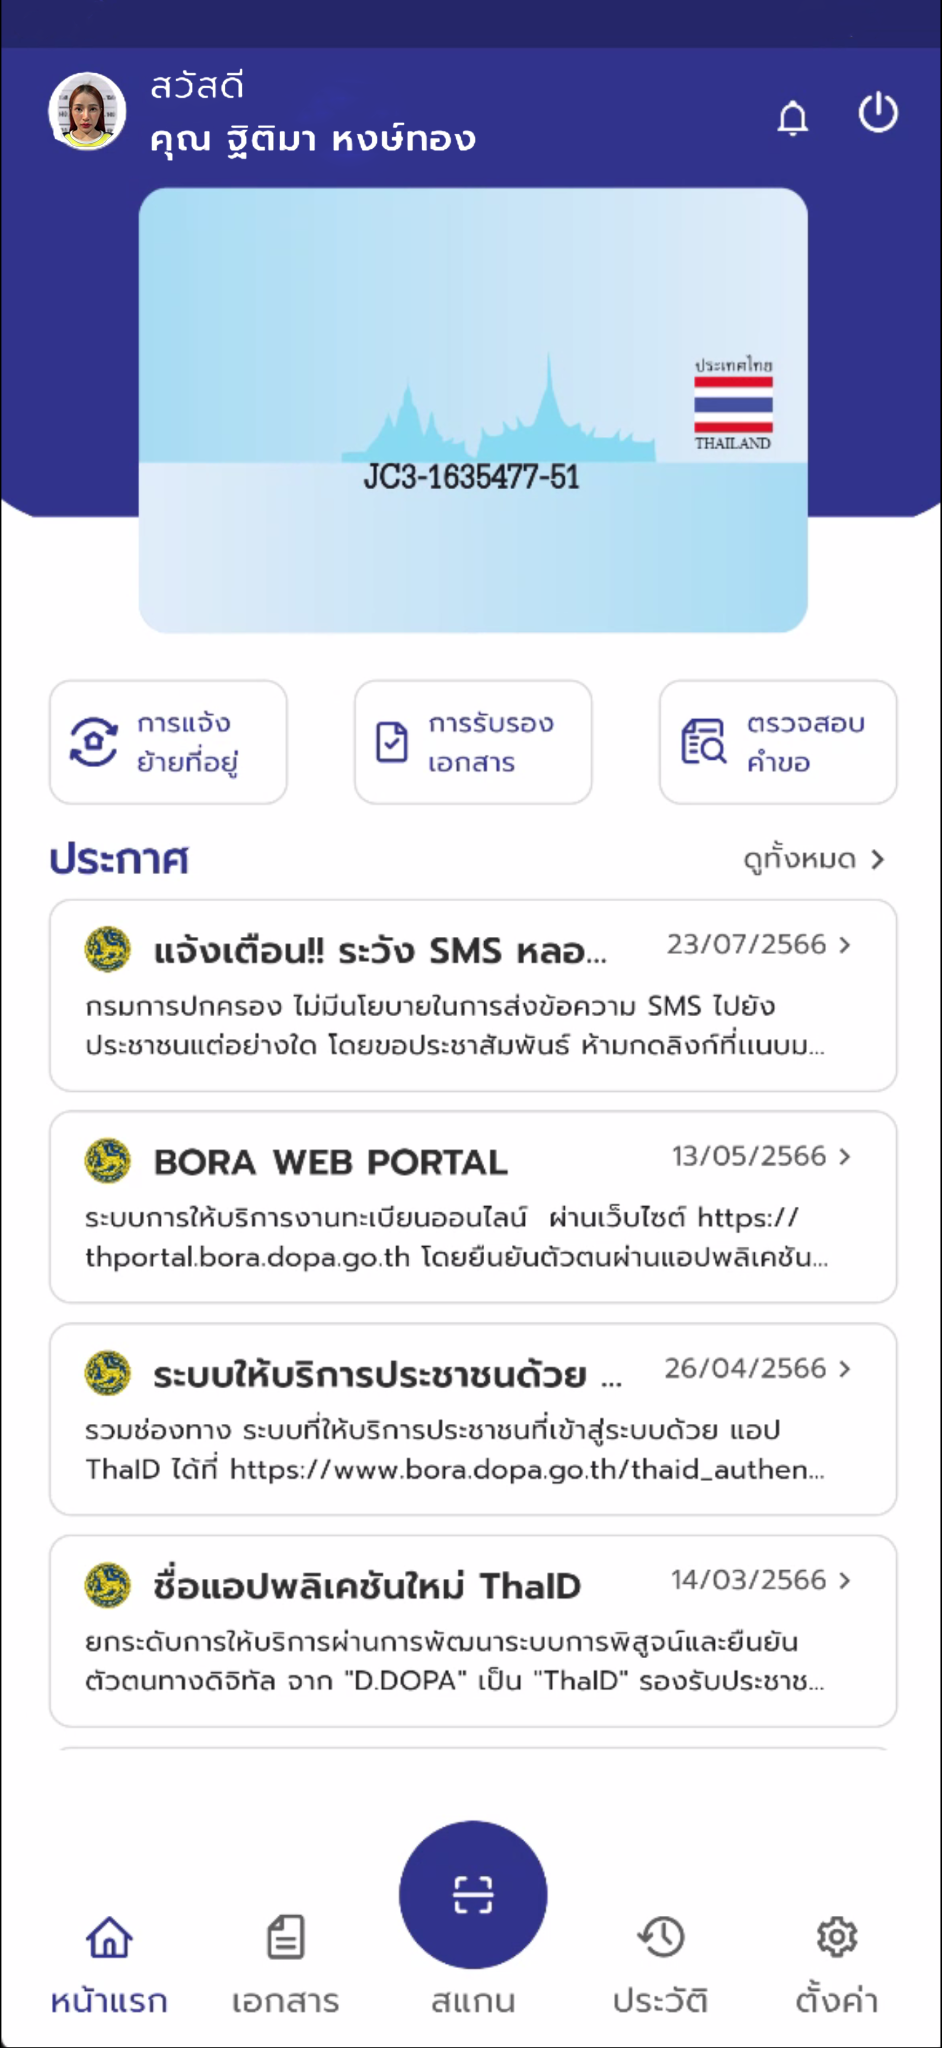 สวัสดี
คุณ ฐิติมา หงษ์ทอง
ประเทศไทย
THAILAND
JC3-1635477-51
การแจ้ง
ย้ายที่อยู่
การรับรอง
เอกสาร
ตรวจสอบ
คำขอ
ประกาศ
ดูทั้งหมด
แจ้งเตือน!! ระวัง SMS หลอ...
23/07/2566
กรมการปกครอง ไม่มีนโยบายในการส่งข้อความ SMS ไปยัง
ประชาชนแต่อย่างใด โดยขอประชาสัมพันธ์ ห้ามกดลิงก์ที่แนบม...
BORA WEB PORTAL
13/05/2566
ระบบการให้บริการงานทะเบียนออนไลน์ ผ่านเว็บไซต์ https://
thportal.bora.dopa.go.th โดยยืนยันตัวตนผ่านแอปพลิเคชัน...
ระบบให้บริการประชาชนด้วย ...
26/04/2566
รวมช่องทาง ระบบที่ให้บริการประชาชนที่เข้าสู่ระบบด้วย แอป
ThaID ได้ที่ https://www.bora.dopa.go.th/thaid_authen...
ชื่อแอปพลิเคชันใหม่ ThaID
14/03/2566
ยกระดับการให้บริการผ่านการพัฒนาระบบการพิสูจน์และยืนยัน
ตัวตนทางดิจิทัล จาก "D.DOPA" เป็น "ThaID" รองรับประชาช...
หน้าแรก
เอกสาร
สแกน
ประวัติ
ตั้งค่า